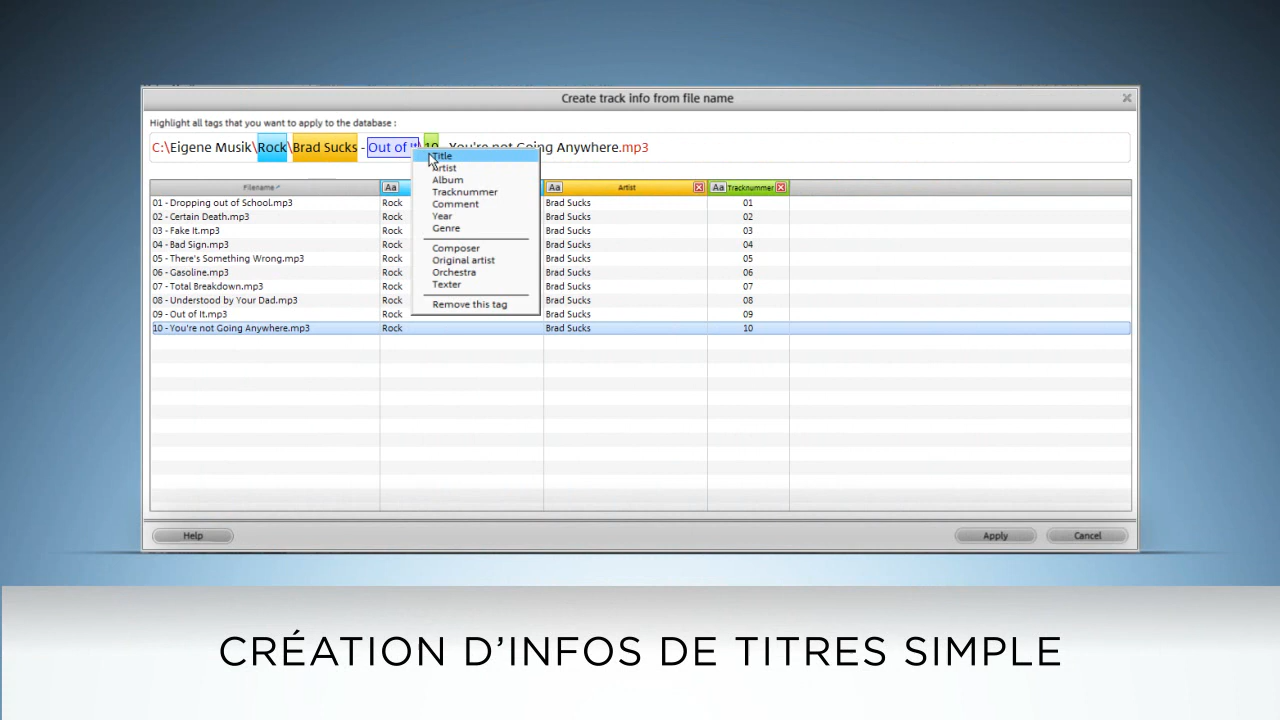 Create track info from file name
Highlight all tags that you want to apply to the database :
C:\Eigene Musik\Rock\Brad Sucks - Out of It\10 - You're not Going Anywhere.mp3
Filename Aa Aa Artist Aa Tracknummer
01 - Dropping out of School.mp3 Rock Brad Sucks 01
02 - Certain Death.mp3 Rock Brad Sucks 02
03 - Fake It.mp3 Rock Brad Sucks 03
04 - Bad Sign.mp3 Rock Brad Sucks 04
05 - There's Something Wrong.mp3 Rock Brad Sucks 05
06 - Gasoline.mp3 Rock Brad Sucks 06
07 - Total Breakdown.mp3 Rock Brad Sucks 07
08 - Understood by Your Dad.mp3 Rock Brad Sucks 08
09 - Out of It.mp3 Rock Brad Sucks 09
10 - You're not Going Anywhere.mp3 Rock Brad Sucks 10
Title
Artist
Album
Tracknummer
Comment
Year
Genre
Composer
Original artist
Orchestra
Texter
Remove this tag
Help Apply Cancel
CRÉATION D’INFOS DE TITRES SIMPLE